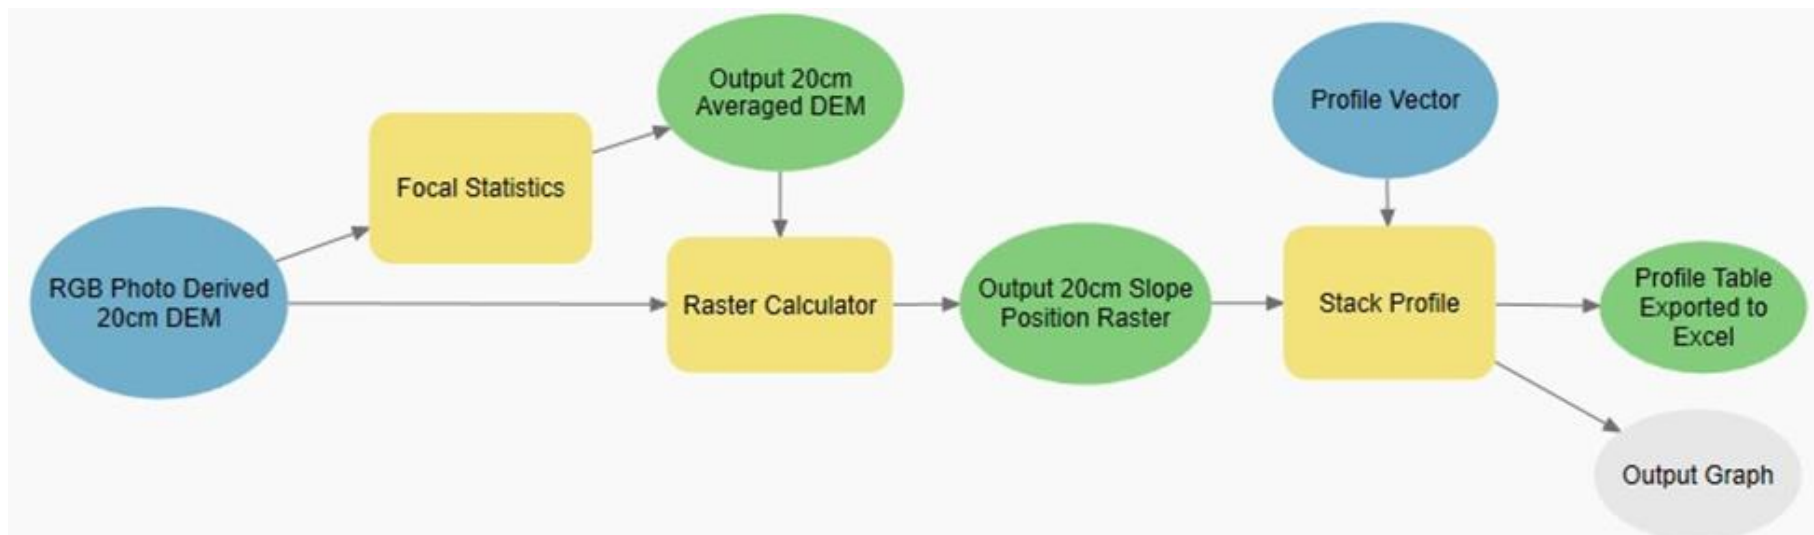 Output 20cm
Averaged DEM
Profile Vector
Focal Statistics
RGB Photo Derived
20cm DEM
Raster Calculator
Output 20cm Slope
Position Raster
Stack Profile
Profile Table
Exported to
Excel
Output Graph